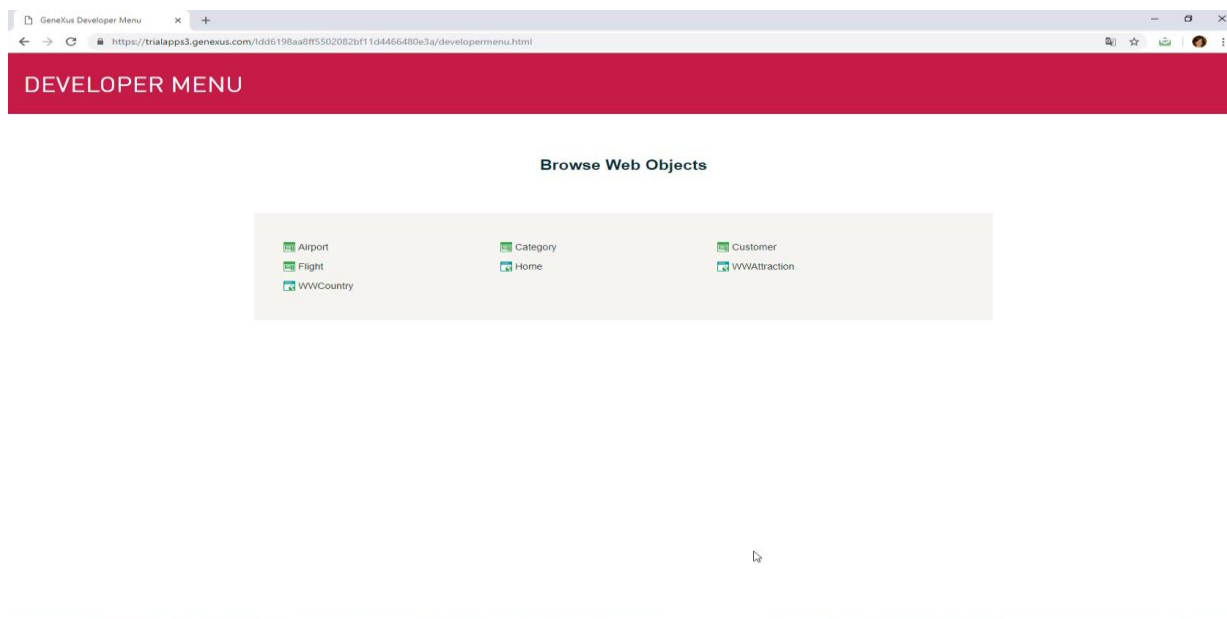 GeneXus Developer Menu
https://trialapps3.genexus.com/Idd6198aa8ff5502082bf11d4466480e3a/developermenu.html
DEVELOPER MENU
Browse Web Objects
Airport Category Customer
Flight Home WWAttraction
WWCountry